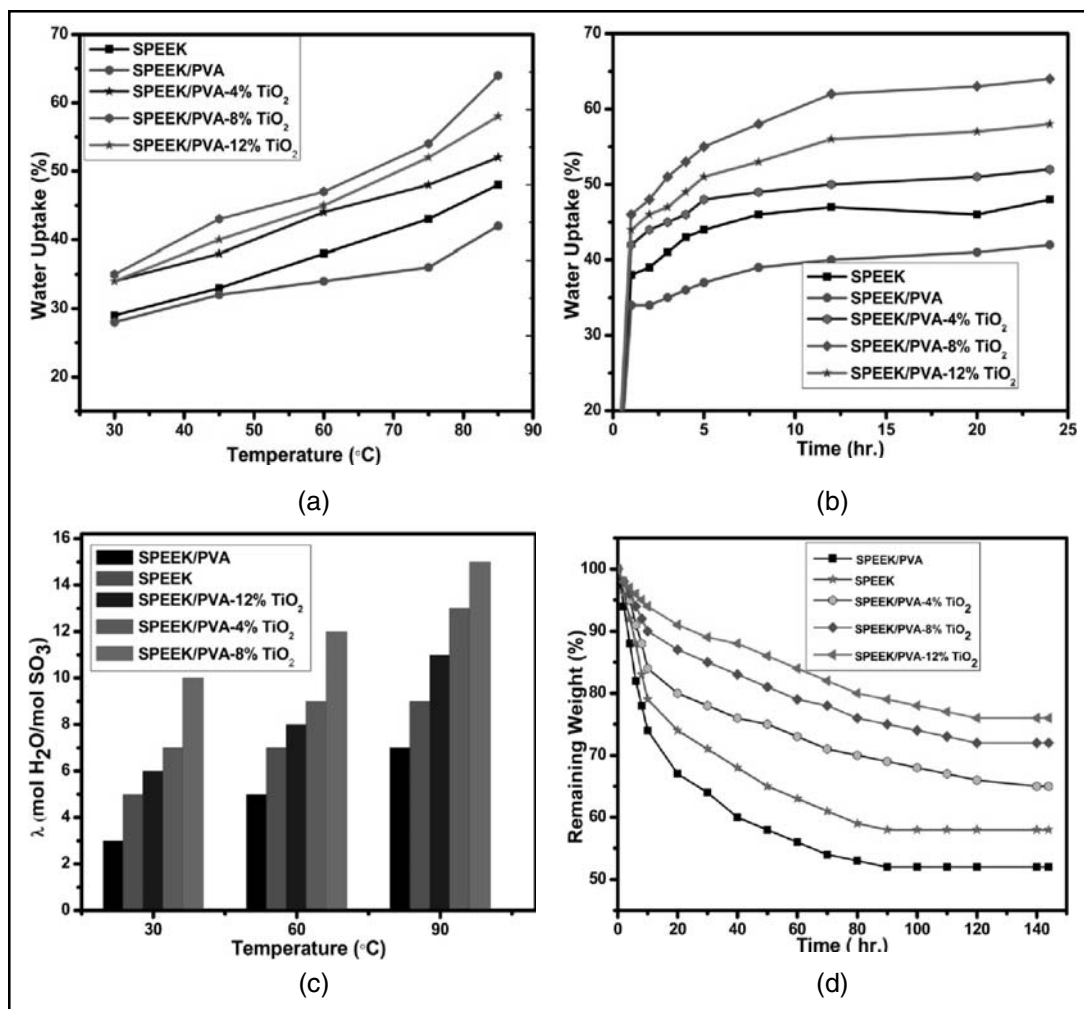 70
60
50
40
30
20
Water Uptake (%)
SPEEK
SPEEK/PVA
SPEEK/PVA-4% TiO2
SPEEK/PVA-8% TiO2
SPEEK/PVA-12% TiO2
30 40 50 60 70 80 90
Temperature (°C)
(a)
70
60
50
40
30
20
Water Uptake (%)
SPEEK
SPEEK/PVA
SPEEK/PVA-4% TiO2
SPEEK/PVA-8% TiO2
SPEEK/PVA-12% TiO2
0 5 10 15 20 25
Time (hr.)
(b)
16
14
12
10
8
6
4
2
0
λ (mol H2O/mol SO3)
SPEEK/PVA
SPEEK
SPEEK/PVA-12% TiO2
SPEEK/PVA-4% TiO2
SPEEK/PVA-8% TiO2
30 60 90
Temperature (°C)
(c)
100
90
80
70
60
50
Remaining Weight (%)
SPEEK/PVA
SPEEK
SPEEK/PVA-4% TiO2
SPEEK/PVA-8% TiO2
SPEEK/PVA-12% TiO2
0 20 40 60 80 100 120 140
Time ( hr.)
(d)